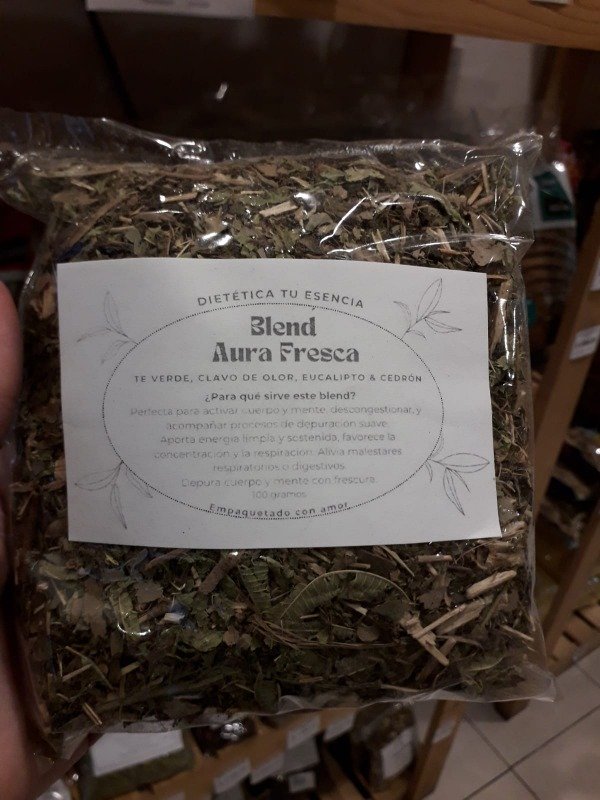 DIETÉTICA TU ESENCIA
Blend
Aura Fresca
TE VERDE, CLAVO DE OLOR, EUCALIPTO & CEDRÓN
¿Para qué sirve este blend?
Perfecta para activar cuerpo y mente, descongestionar, y
acompañar procesos de depuración suave.
Aporta energía limpia y sostenida, favorece la
concentración y la respiración. Alivia malestares
respiratorios o digestivos.
Depura cuerpo y mente con frescura.
100 gramos
Empaquetado con amor